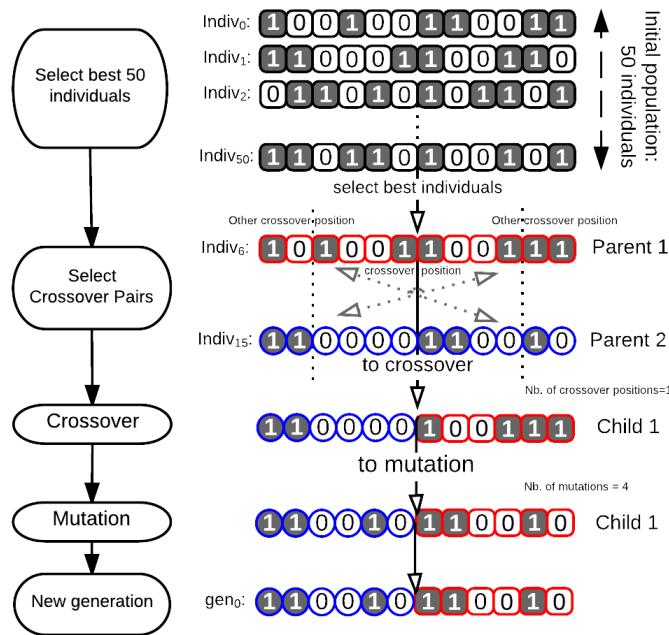 Select best 50
individuals
Select
Crossover Pairs
Crossover
Mutation
New generation
Indiv0: 1 0 0 1 0 0 1 1 0 0 1 1
Indiv1: 1 1 0 0 0 1 1 0 0 1 1 0
Indiv2: 0 1 1 0 1 0 1 0 1 1 0 1
Indiv50: 1 1 0 1 1 0 1 0 0 1 0 1
Initial population:
50 individuals
select best individuals
Other crossover position
Other crossover position
Indiv6: 1 0 1 0 0 1 1 0 0 1 1 1 Parent 1
crossover position
Indiv15: 1 1 0 0 0 0 1 1 0 0 1 0 Parent 2
to crossover
Nb. of crossover positions=1
1 1 0 0 0 0 1 0 0 1 1 1 Child 1
to mutation
Nb. of mutations = 4
1 1 0 0 1 0 1 1 0 0 1 0 Child 1
gen0: 1 1 0 0 1 0 1 1 0 0 1 0